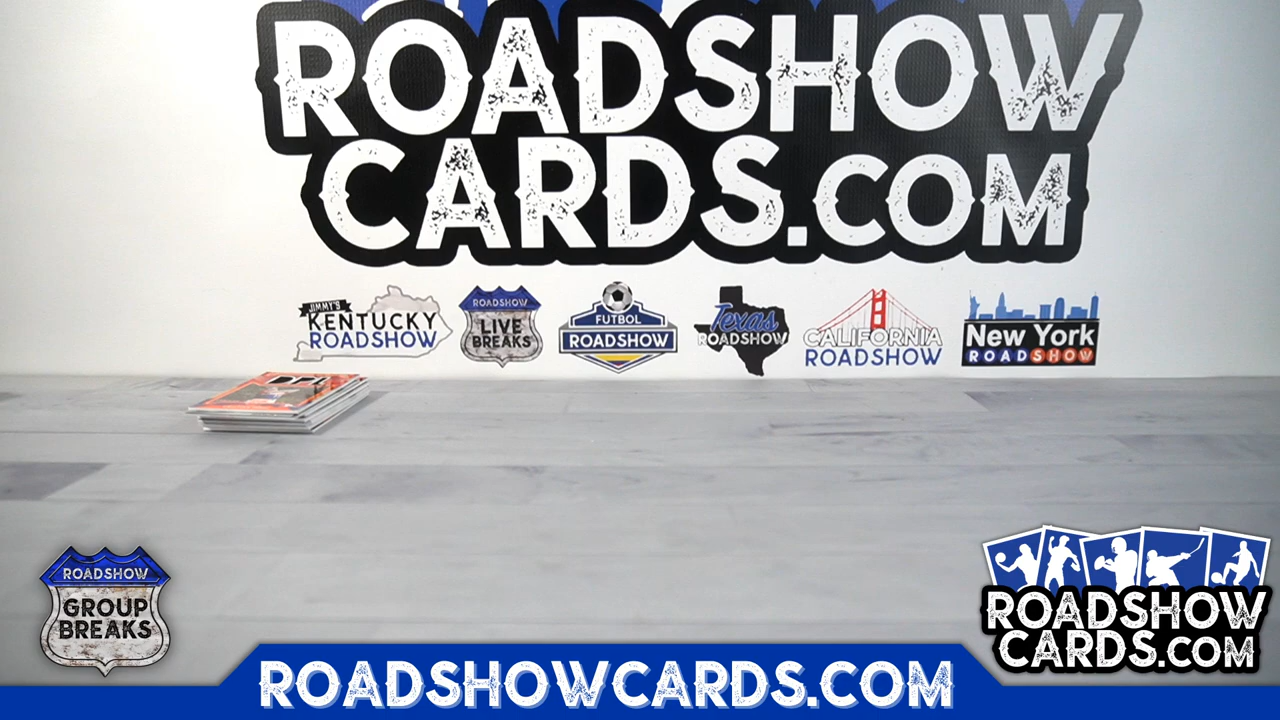 ROADSHOW
CARDS.COM
JIMMY'S
KENTUCKY
ROADSHOW
ROADSHOW
LIVE
BREAKS
FUTBOL
ROADSHOW
Texas
ROADSHOW
CALIFORNIA
ROADSHOW
New York
ROADSHOW
ROADSHOW
GROUP
BREAKS
ROADSHOW
CARDS.COM
ROADSHOWCARDS.COM